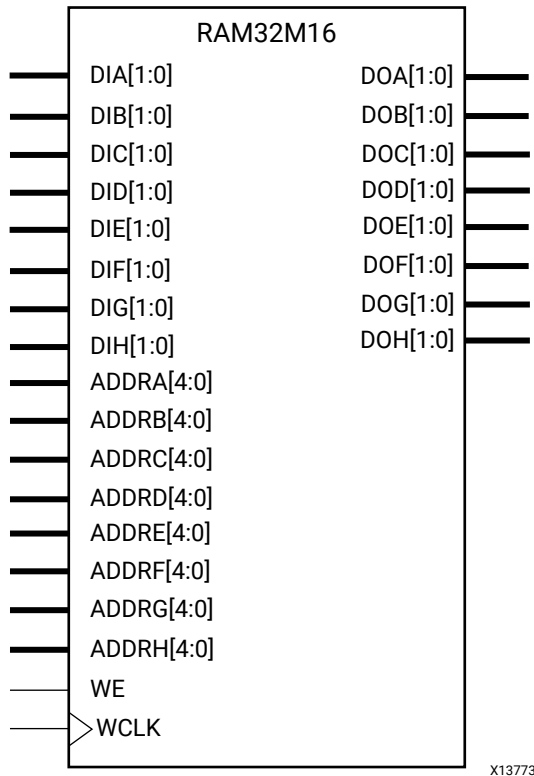 RAM32M16
DIA[1:0] DOA[1:0]
DIB[1:0] DOB[1:0]
DIC[1:0] DOC[1:0]
DID[1:0] DOD[1:0]
DIE[1:0] DOE[1:0]
DIF[1:0] DOF[1:0]
DIG[1:0] DOG[1:0]
DIH[1:0] DOH[1:0]
ADDRA[4:0]
ADDRB[4:0]
ADDRC[4:0]
ADDRD[4:0]
ADDRE[4:0]
ADDRF[4:0]
ADDRG[4:0]
ADDRH[4:0]
WE
WCLK
X13773